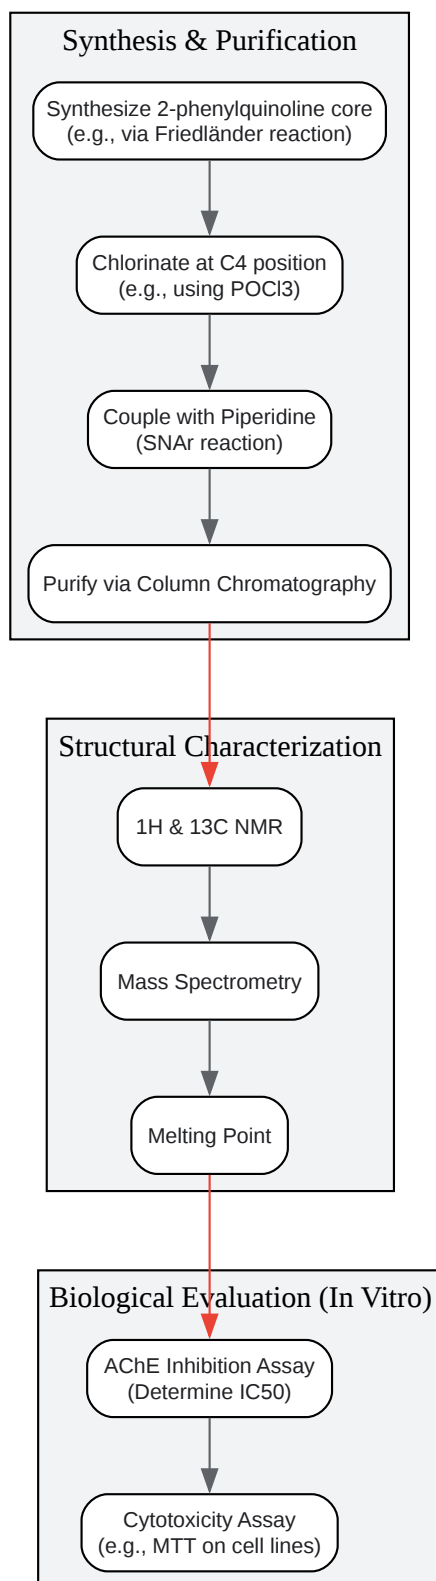 Synthesis & Purification
Synthesize 2-phenylquinoline core
(e.g., via Friedländer reaction)
Chlorinate at C4 position
(e.g., using POCl3)
Couple with Piperidine
(SNAr reaction)
Purify via Column Chromatography
Structural Characterization
1H & 13C NMR
Mass Spectrometry
Melting Point
Biological Evaluation (In Vitro)
AChE Inhibition Assay
(Determine IC50)
Cytotoxicity Assay
(e.g., MTT on cell lines)